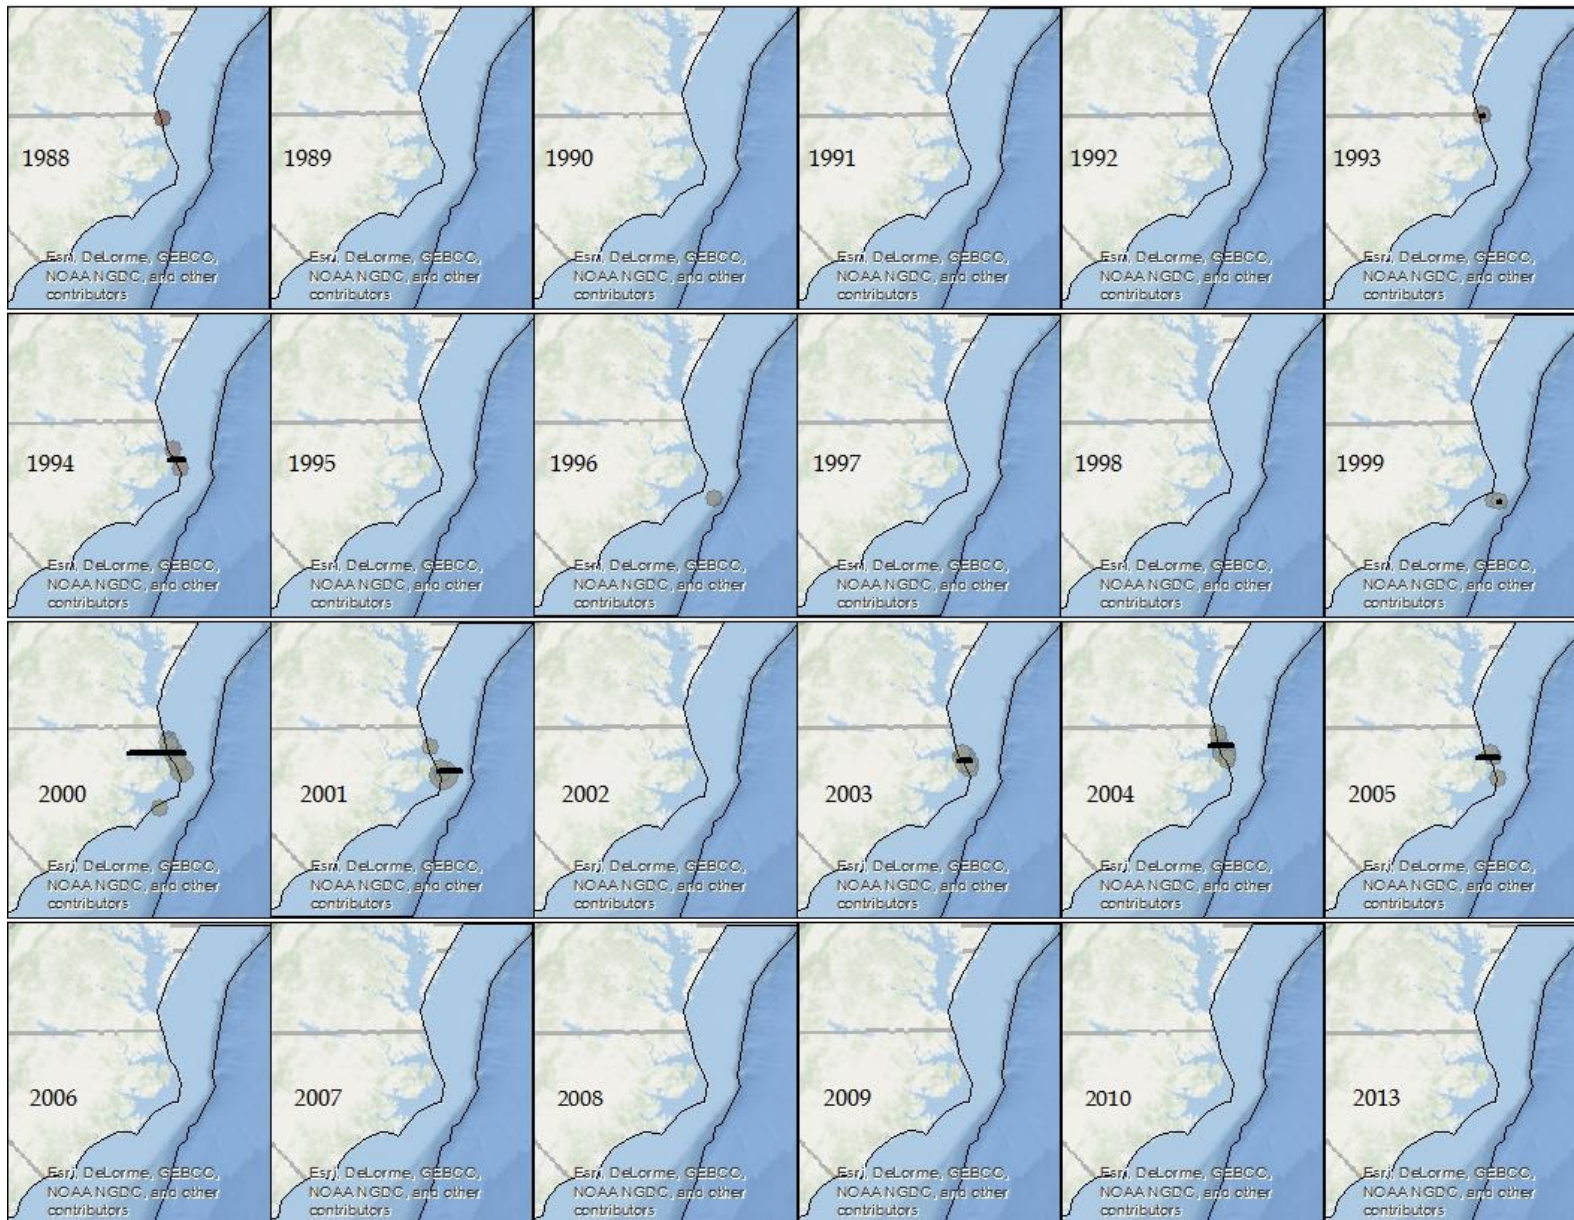 1988
Esri, DeLorme, GEBCO,
NOAA NGDC, and other
contributors
1989
Esri, DeLorme, GEBCO,
NOAA NGDC, and other
contributors
1990
Esri, DeLorme, GEBCO,
NOAA NGDC, and other
contributors
1991
Esri, DeLorme, GEBCO,
NOAA NGDC, and other
contributors
1992
Esri, DeLorme, GEBCO,
NOAA NGDC, and other
contributors
1993
Esri, DeLorme, GEBCO,
NOAA NGDC, and other
contributors
1994
Esri, DeLorme, GEBCO,
NOAA NGDC, and other
contributors
1995
Esri, DeLorme, GEBCO,
NOAA NGDC, and other
contributors
1996
Esri, DeLorme, GEBCO,
NOAA NGDC, and other
contributors
1997
Esri, DeLorme, GEBCO,
NOAA NGDC, and other
contributors
1998
Esri, DeLorme, GEBCO,
NOAA NGDC, and other
contributors
1999
Esri, DeLorme, GEBCO,
NOAA NGDC, and other
contributors
2000
Esri, DeLorme, GEBCO,
NOAA NGDC, and other
contributors
2001
Esri, DeLorme, GEBCO,
NOAA NGDC, and other
contributors
2002
Esri, DeLorme, GEBCO,
NOAA NGDC, and other
contributors
2003
Esri, DeLorme, GEBCO,
NOAA NGDC, and other
contributors
2004
Esri, DeLorme, GEBCO,
NOAA NGDC, and other
contributors
2005
Esri, DeLorme, GEBCO,
NOAA NGDC, and other
contributors
2006
Esri, DeLorme, GEBCO,
NOAA NGDC, and other
contributors
2007
Esri, DeLorme, GEBCO,
NOAA NGDC, and other
contributors
2008
Esri, DeLorme, GEBCO,
NOAA NGDC, and other
contributors
2009
Esri, DeLorme, GEBCO,
NOAA NGDC, and other
contributors
2010
Esri, DeLorme, GEBCO,
NOAA NGDC, and other
contributors
2013
Esri, DeLorme, GEBCO,
NOAA NGDC, and other
contributors